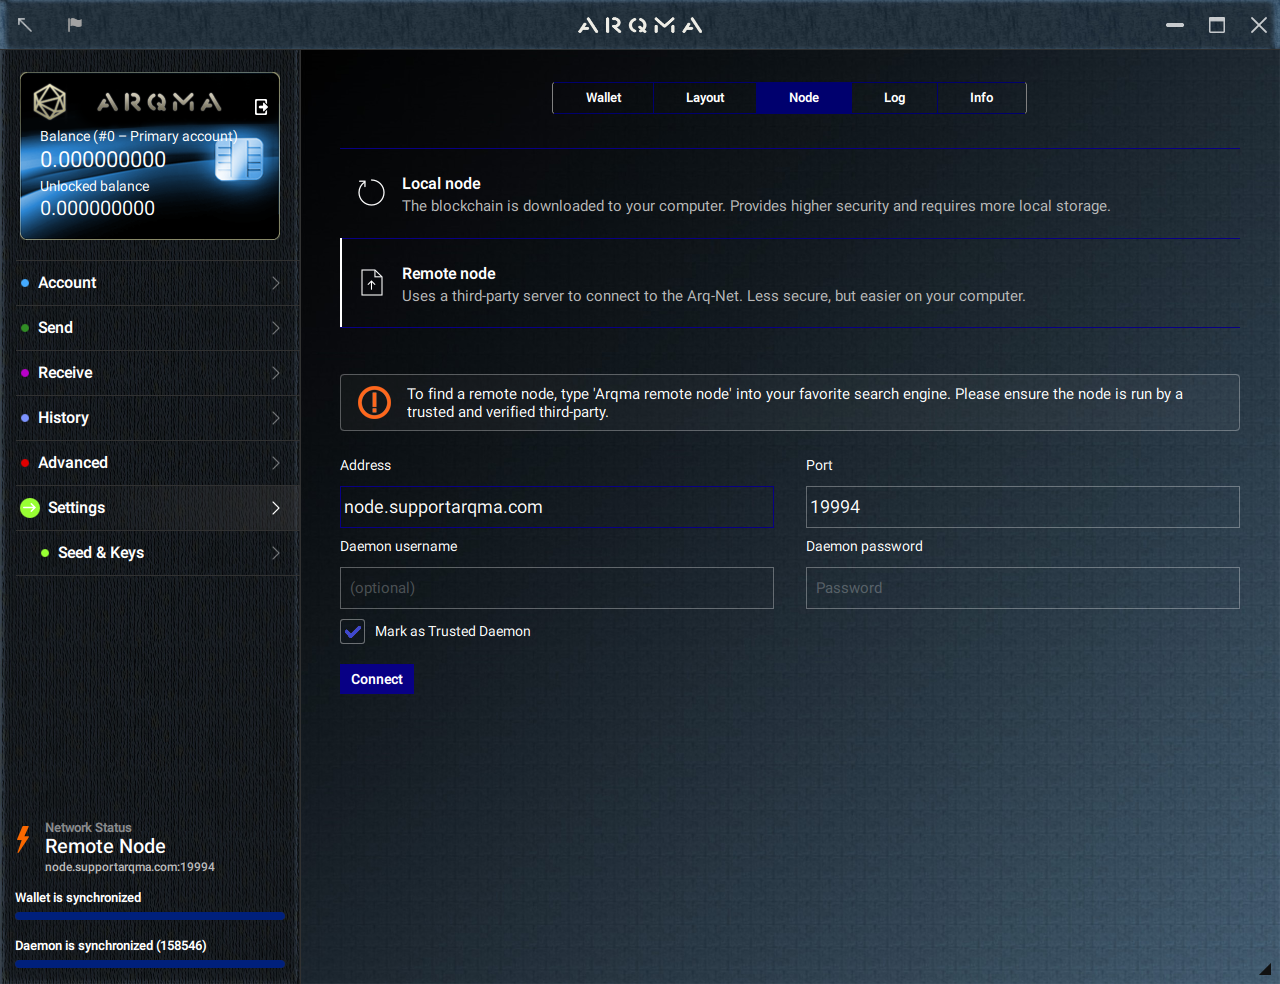 ARQMA
ARQMA
Balance (#0 – Primary account)
0.000000000
Unlocked balance
0.000000000
Account
Send
Receive
History
Advanced
Settings
Seed & Keys
Network Status
Remote Node
node.supportarqma.com:19994
Wallet is synchronized
Daemon is synchronized (158546)
Wallet Layout Node Log Info
Local node
The blockchain is downloaded to your computer. Provides higher security and requires more local storage.
Remote node
Uses a third-party server to connect to the Arq-Net. Less secure, but easier on your computer.
To find a remote node, type 'Arqma remote node' into your favorite search engine. Please ensure the node is run by a
trusted and verified third-party.
Address Port
node.supportarqma.com 19994
Daemon username Daemon password
(optional) Password
Mark as Trusted Daemon
Connect